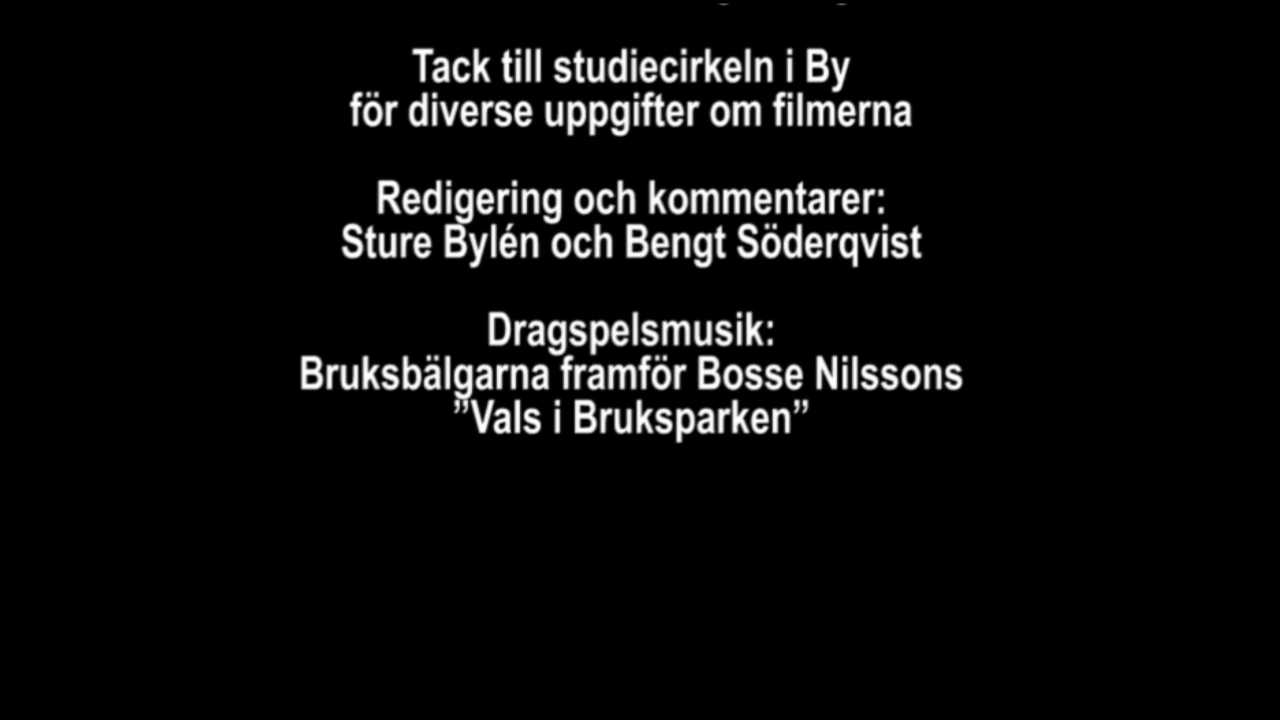 Tack till studiecirkeln i By
för diverse uppgifter om filmerna
Redigering och kommentarer:
Sture Bylén och Bengt Söderqvist
Dragspelsmusik:
Bruksbälgarna framför Bosse Nilssons
”Vals i Bruksparken”